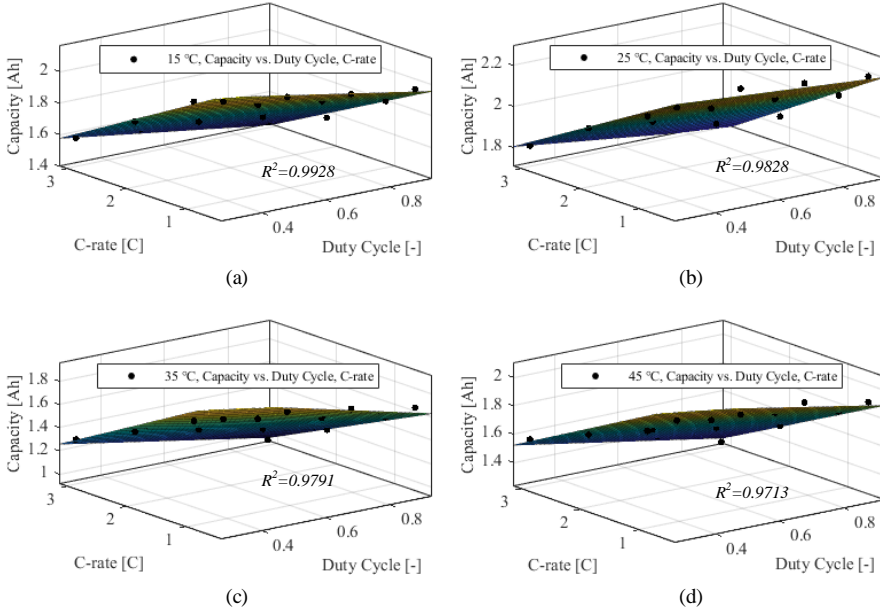 2
1.8
1.6
1.4
Capacity [Ah]
15 °C, Capacity vs. Duty Cycle, C-rate
R²=0.9928
3
2
1
C-rate [C]
0.4
0.6
0.8
Duty Cycle [-]
(a)
2.2
2
1.8
Capacity [Ah]
25 °C, Capacity vs. Duty Cycle, C-rate
R²=0.9828
3
2
1
C-rate [C]
0.4
0.6
0.8
Duty Cycle [-]
(b)
1.8
1.6
1.4
1.2
1
Capacity [Ah]
35 °C, Capacity vs. Duty Cycle, C-rate
R²=0.9791
3
2
1
C-rate [C]
0.4
0.6
0.8
Duty Cycle [-]
(c)
2
1.8
1.6
1.4
Capacity [Ah]
45 °C, Capacity vs. Duty Cycle, C-rate
R²=0.9713
3
2
1
C-rate [C]
0.4
0.6
0.8
Duty Cycle [-]
(d)